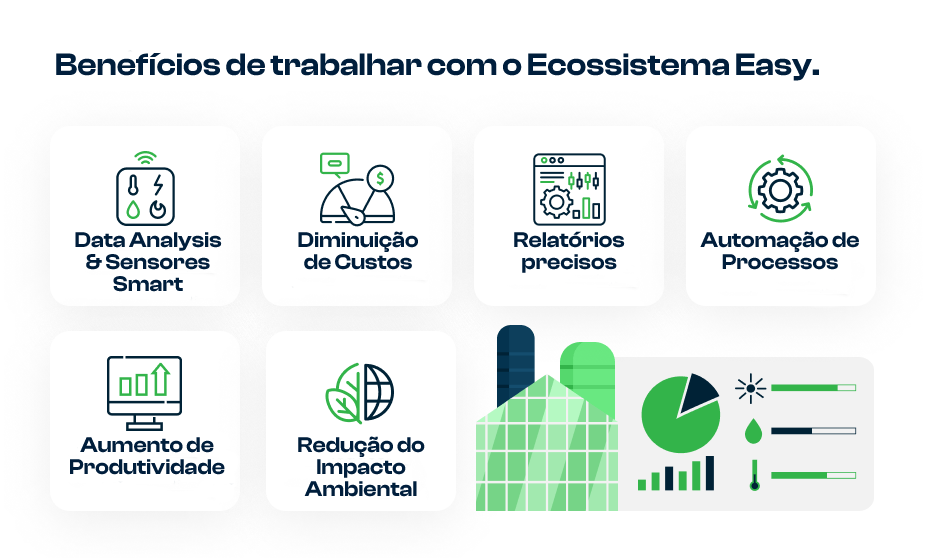 Benefícios de trabalhar com o Ecossistema Easy.
Data Analysis
& Sensores
Smart
Diminuição
de Custos
$
Relatórios
precisos
Automação de
Processos
Aumento de
Produtividade
Redução do
Impacto
Ambiental